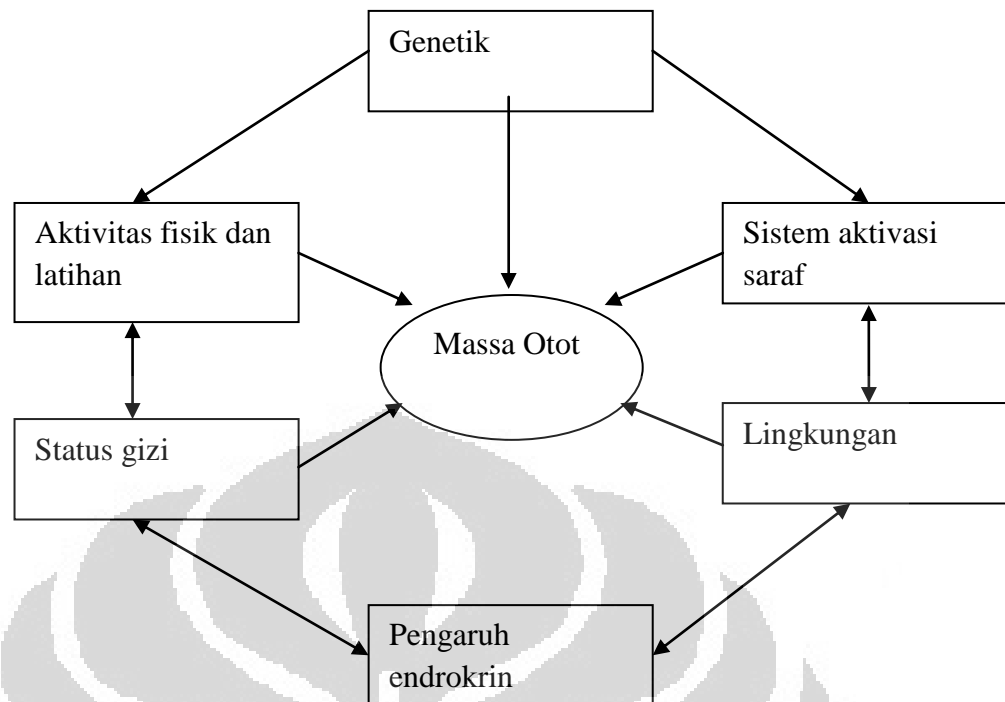 Genetik
Aktivitas fisik dan
latihan
Sistem aktivasi
saraf
Massa Otot
Status gizi
Lingkungan
Pengaruh
endrokrin